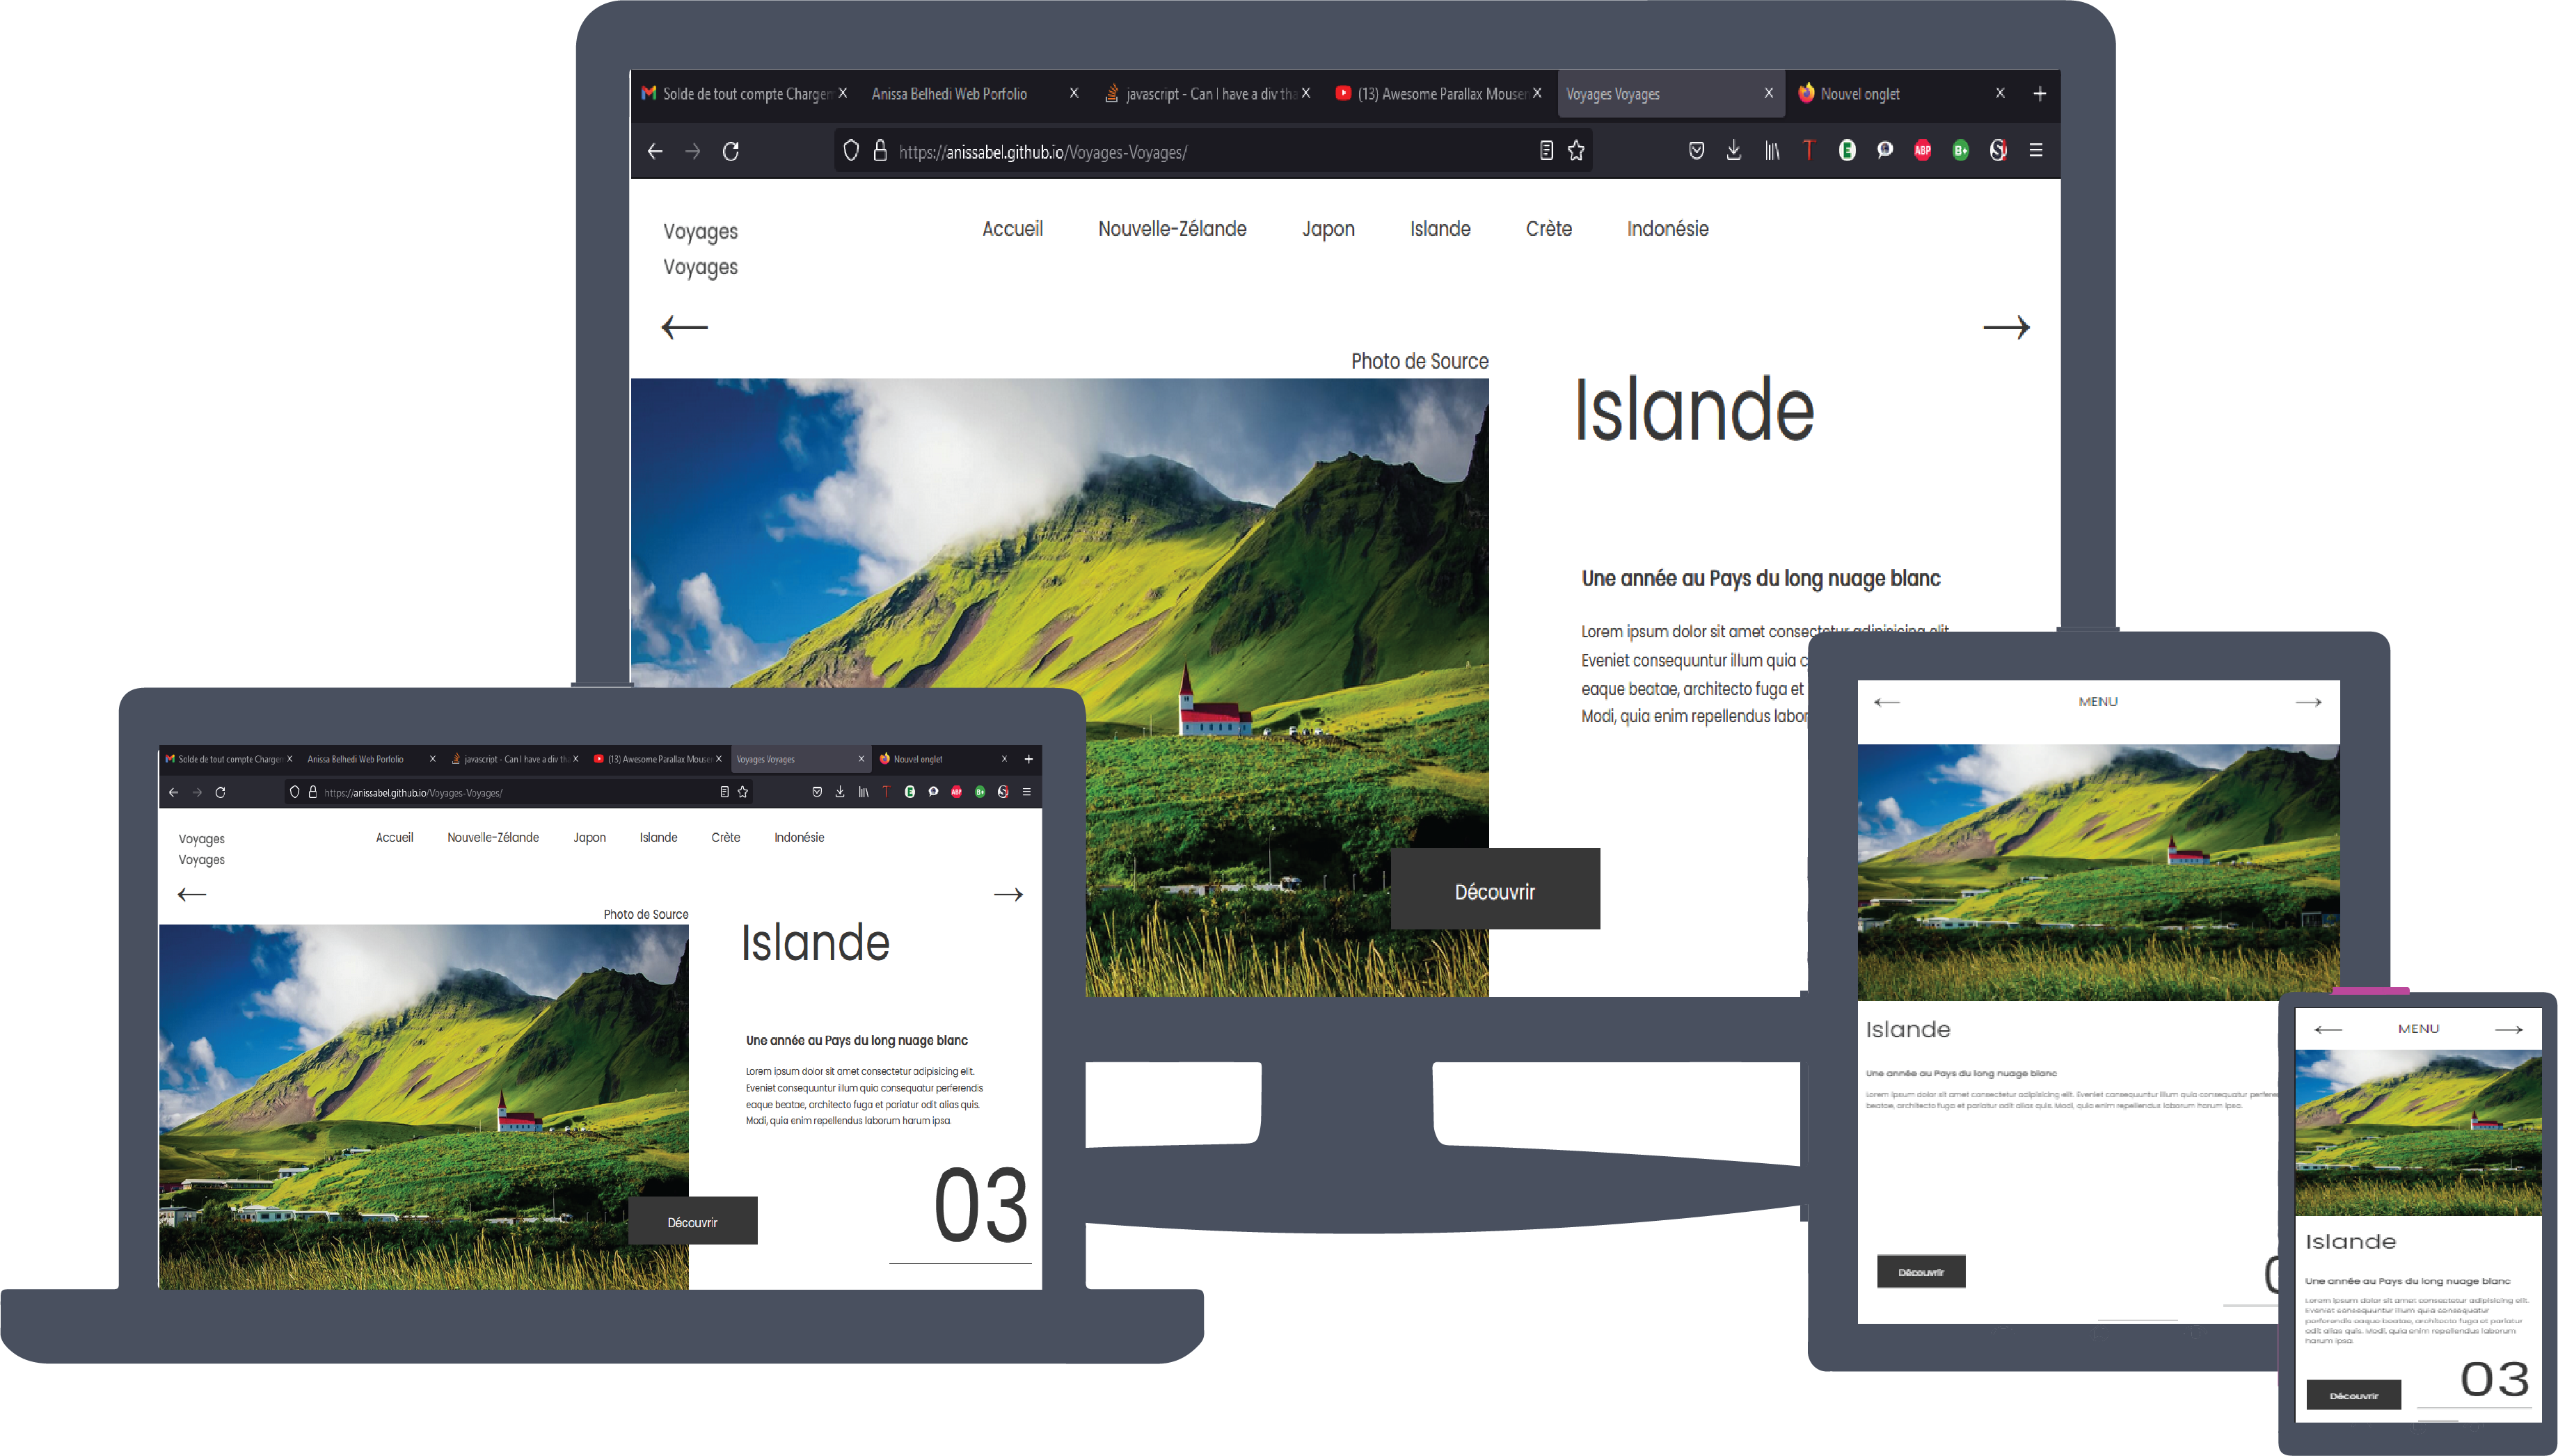 Solde de tout compte Chargem
Anissa Belhedi Web Porfolio
javascript - Can I have a div tha
(13) Awesome Parallax Mouser
Voyages Voyages
Nouvel onglet
https://anissabel.github.io/Voyages-Voyages/
ABP
B+
Voyages
Voyages
Accueil
Nouvelle-Zélande
Japon
Islande
Crète
Indonésie
Photo de Source
Islande
Une année au Pays du long nuage blanc
Lorem ipsum dolor sit amet consectetur adipisicing elit.
Eveniet consequuntur illum quia c
eaque beatae, architecto fuga et
Modi, quia enim repellendus labor
Découvrir
Solde de tout compte Chargem
Anissa Belhedi Web Porfolio
javascript - Can I have a div tha
(13) Awesome Parallax Mouser
Voyages Voyages
Nouvel onglet
https://anissabel.github.io/Voyages-Voyages/
ABP
B+
Voyages
Voyages
Accueil
Nouvelle-Zélande
Japon
Islande
Crète
Indonésie
Photo de Source
Islande
Une année au Pays du long nuage blanc
Lorem ipsum dolor sit amet consectetur adipisicing elit.
Eveniet consequuntur illum quia consequatur perferendis
eaque beatae, architecto fuga et pariatur odit alias quis.
Modi, quia enim repellendus laborum harum ipsa.
03
Découvrir
MENU
Islande
Une année au Pays du long nuage blanc
Lorem ipsum dolor sit amet consectetur adipisicing elit. Eveniet consequuntur illum quia consequatur perfere
beatae, architecto fuga et pariatur odit alias quis. Modi, quia enim repellendus laborum harum ipsa.
Découvrir
0
MENU
Islande
Une année au Pays du long nuage blanc
Lorem ipsum dolor sit amet consectetur adipisicing elit.
Eveniet consequuntur illum quia consequatur
perferendis eaque beatae, architecto fuga et pariatur
odit alias quis. Modi, quia enim repellendus laborum
harum ipsa.
03
Découvrir